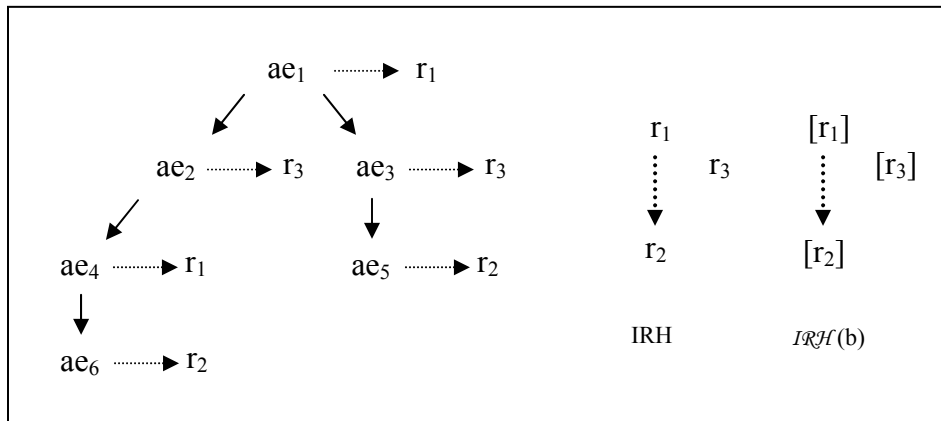 ae₁ r₁
r₁ [r₁]
ae₂ r₃ ae₃ r₃ r₃ [r₃]
r₂ [r₂]
ae₄ r₁ ae₅ r₂
IRH IRH (b)
ae₆ r₂